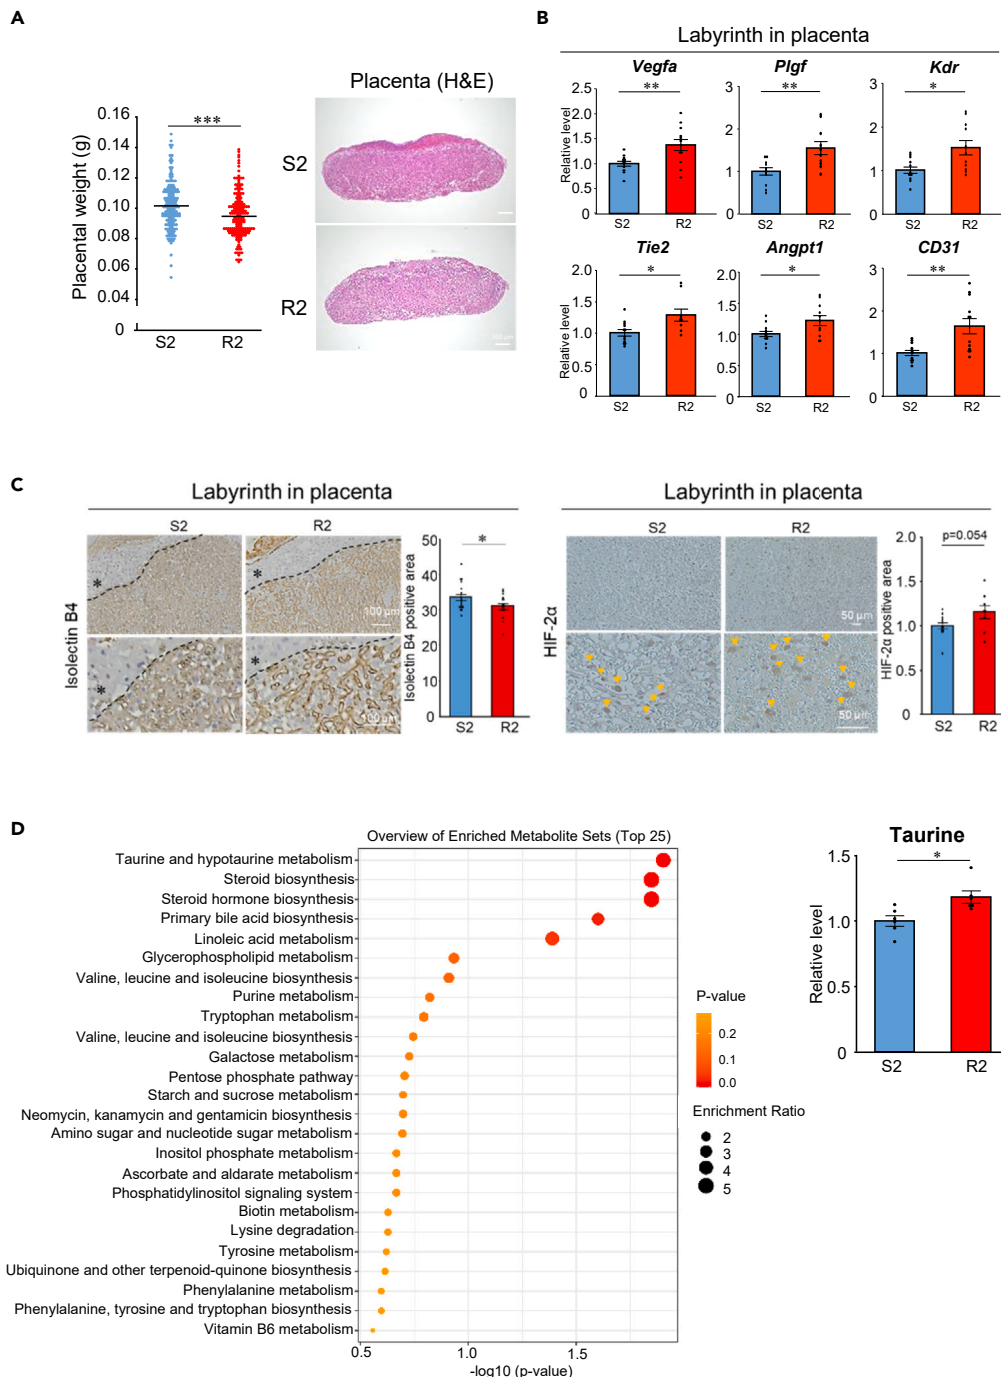 A
Placenta (H&E)
Placental weight (g)
0.16
0.14
0.12
0.10
0.08
0.06
0.04
0
***
S2
R2
S2
R2
B
Labyrinth in placenta
Vegfa
Plgf
Kdr
Relative level
2.5
2.0
1.5
1.0
0.5
0
**
S2
R2
3
2
1
0
**
S2
R2
3
2
1
0
*
S2
R2
Tie2
Angpt1
CD31
Relative level
2.0
1.5
1.0
0.5
0
*
S2
R2
2.0
1.5
1.0
0.5
0
*
S2
R2
3
2
1
0
**
S2
R2
C
Labyrinth in placenta
S2
R2
Isolectin B4
*
*
100 µm
*
*
100 µm
Isolectin B4 positive area
50
40
30
20
10
0
*
S2
R2
Labyrinth in placenta
S2
R2
HIF-2α
50 µm
50 µm
HIF-2α positive area
2.0
1.5
1.0
0.5
0
p=0.054
S2
R2
D
Overview of Enriched Metabolite Sets (Top 25)
Taurine and hypotaurine metabolism
Steroid biosynthesis
Steroid hormone biosynthesis
Primary bile acid biosynthesis
Linoleic acid metabolism
Glycerophospholipid metabolism
Valine, leucine and isoleucine biosynthesis
Purine metabolism
Tryptophan metabolism
Valine, leucine and isoleucine biosynthesis
Galactose metabolism
Pentose phosphate pathway
Starch and sucrose metabolism
Neomycin, kanamycin and gentamicin biosynthesis
Amino sugar and nucleotide sugar metabolism
Inositol phosphate metabolism
Ascorbate and aldarate metabolism
Phosphatidylinositol signaling system
Biotin metabolism
Lysine degradation
Tyrosine metabolism
Ubiquinone and other terpenoid-quinone biosynthesis
Phenylalanine metabolism
Phenylalanine, tyrosine and tryptophan biosynthesis
Vitamin B6 metabolism
0.5
1.0
1.5
-log10 (p-value)
P-value
0.2
0.1
0.0
Enrichment Ratio
2
3
4
5
Taurine
Relative level
1.5
1.0
0.5
0
*
S2
R2